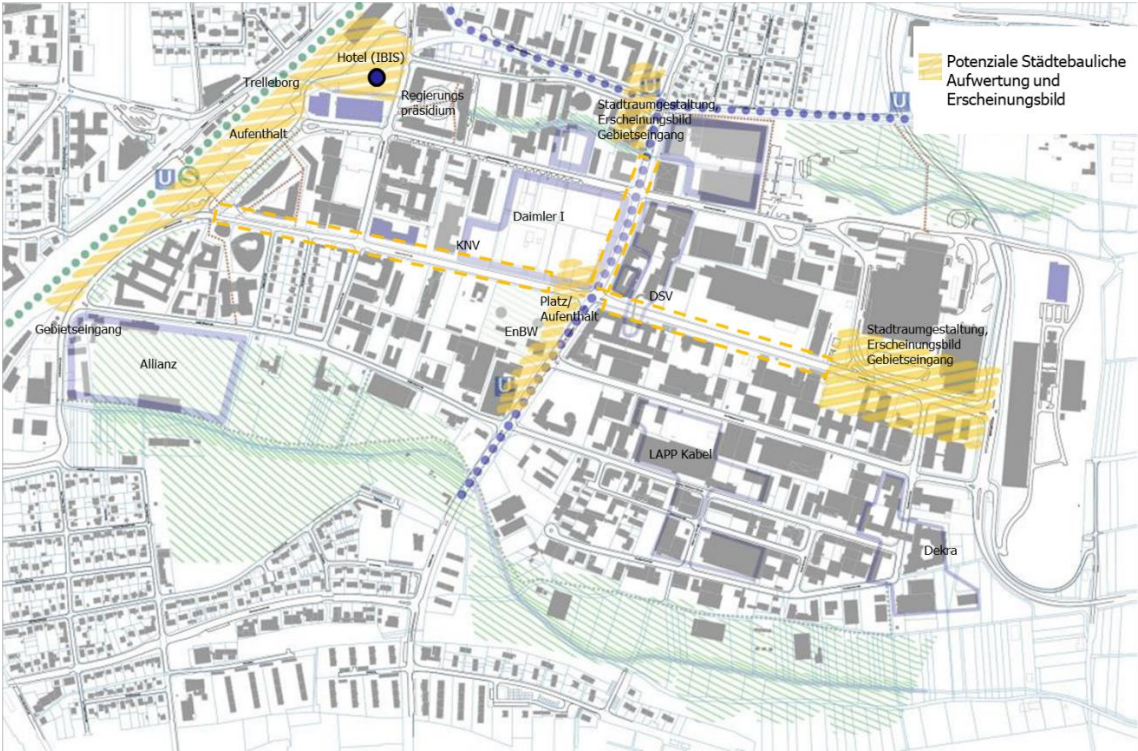 Potenziale Städtebauliche
Aufwertung und
Erscheinungsbild
Hotel (IBIS)
Trelleborg
Regierungs
präsidium
Aufenthalt
U
Stadtraumgestaltung,
Erscheinungsbild
Gebietseingang
U
U
S
Daimler I
KNV
Platz/
Aufenthalt
DSV
EnBW
Gebietseingang
Allianz
Stadtraumgestaltung,
Erscheinungsbild
Gebietseingang
U
LAPP Kabel
Dekra